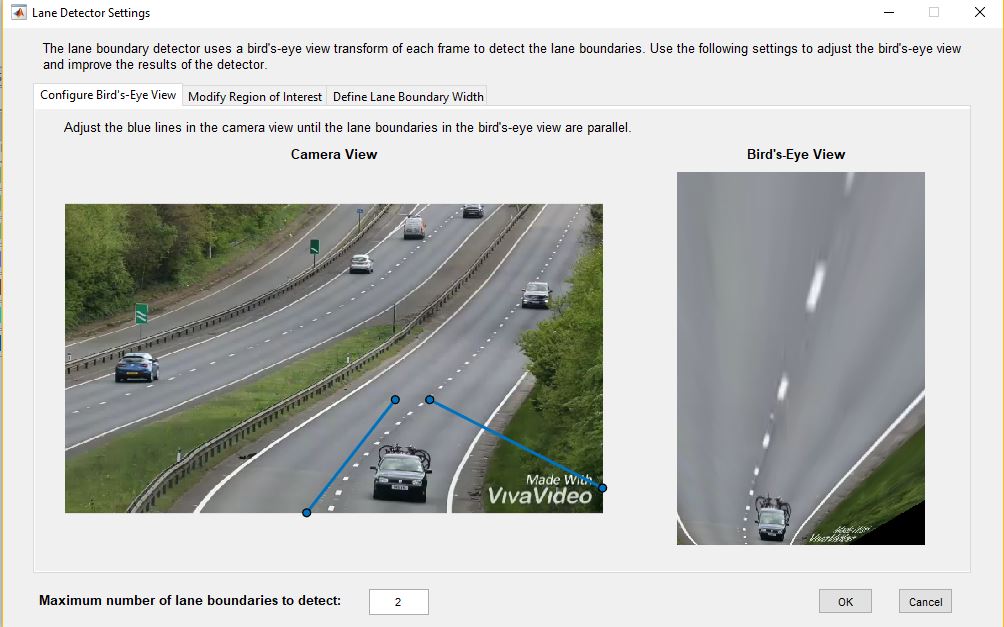 Lane Detector Settings
The lane boundary detector uses a bird's-eye view transform of each frame to detect the lane boundaries. Use the following settings to adjust the bird's-eye view
and improve the results of the detector.
Configure Bird's-Eye View Modify Region of Interest Define Lane Boundary Width
Adjust the blue lines in the camera view until the lane boundaries in the bird's-eye view are parallel.
Camera View
Bird's-Eye View
Made With
VivaVideo
Maximum number of lane boundaries to detect: 2
OK Cancel